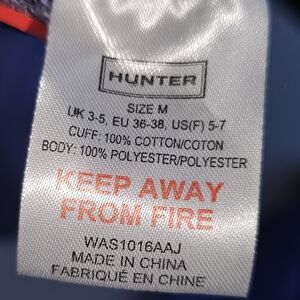 HUNTER
SIZE M
UK 3-5, EU 36-38, US(F) 5-7
CUFF: 100% COTTON/COTON
BODY: 100% POLYESTER/POLYESTER
KEEP AWAY
FROM FIRE
WAS1016AAJ
MADE IN CHINA
FABRIQUÉ EN CHINE